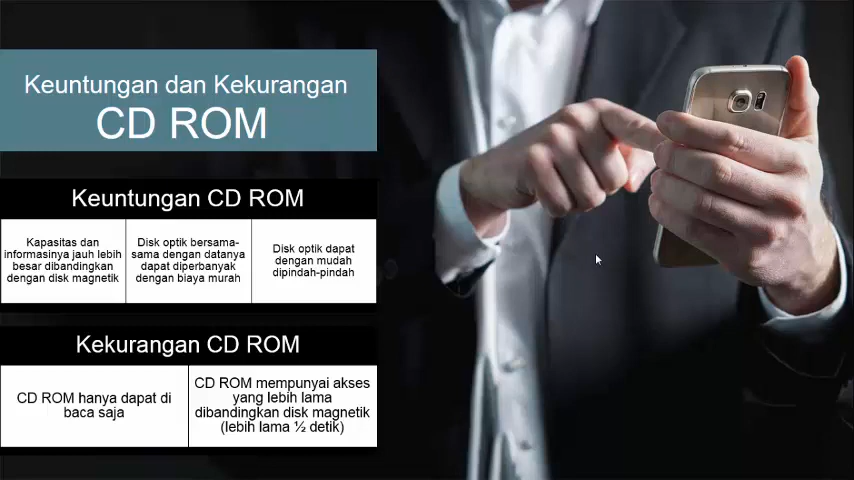 Keuntungan dan Kekurangan
CD ROM
Keuntungan CD ROM
Kapasitas dan
informasinya jauh lebih
besar dibandingkan
dengan disk magnetik
Disk optik bersama-
sama dengan datanya
dapat diperbanyak
dengan biaya murah
Disk optik dapat
dengan mudah
dipindah-pindah
Kekurangan CD ROM
CD ROM hanya dapat di
baca saja
CD ROM mempunyai akses
yang lebih lama
dibandingkan disk magnetik
(lebih lama ½ detik)